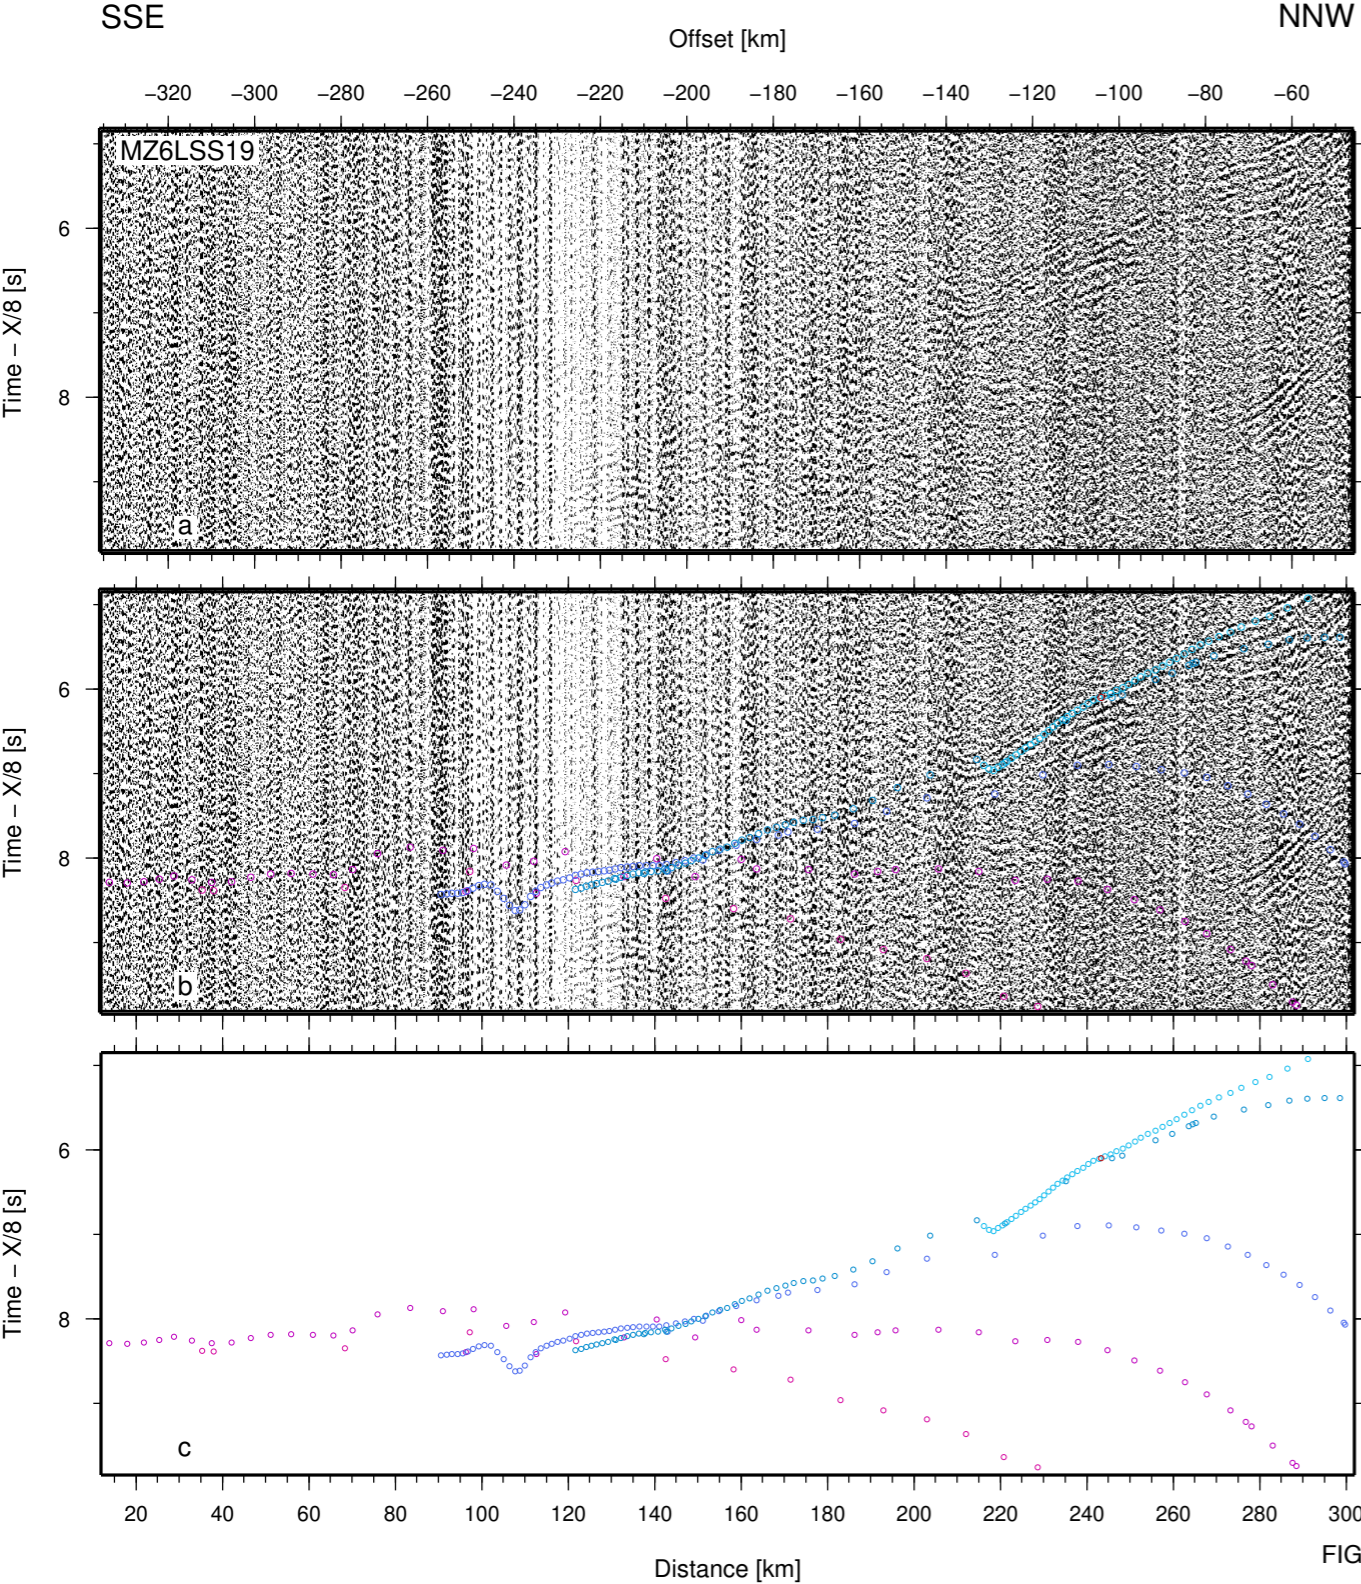 SSE NNW
Offset [km]
−320 −300 −280 −260 −240 −220 −200 −180 −160 −140 −120 −100 −80 −60
MZ6LSS19
6
8
Time − X/8 [s]
a
6
8
Time − X/8 [s]
b
6
8
Time − X/8 [s]
c
20 40 60 80 100 120 140 160 180 200 220 240 260 280 300
Distance [km]
FIG